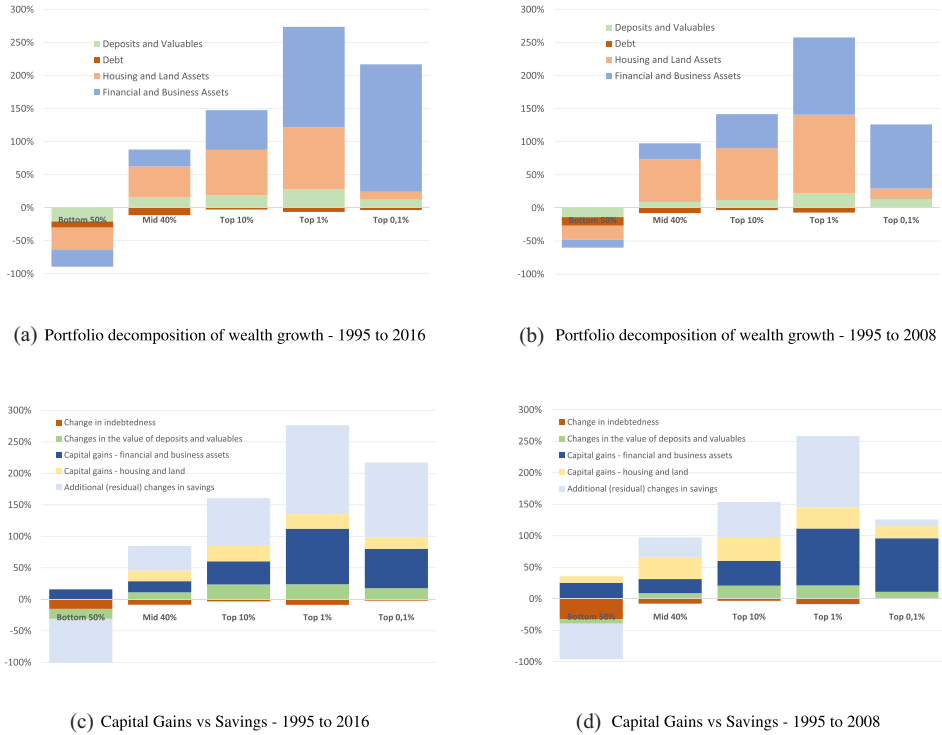 300%
250%
200%
150%
100%
50%
0%
-50%
-100%
Deposits and Valuables
Debt
Housing and Land Assets
Financial and Business Assets
Bottom 50%
Mid 40%
Top 10%
Top 1%
Top 0,1%
(a) Portfolio decomposition of wealth growth - 1995 to 2016
300%
250%
200%
150%
100%
50%
0%
-50%
-100%
Deposits and Valuables
Debt
Housing and Land Assets
Financial and Business Assets
Bottom 50%
Mid 40%
Top 10%
Top 1%
Top 0,1%
(b) Portfolio decomposition of wealth growth - 1995 to 2008
300%
250%
200%
150%
100%
50%
0%
-50%
-100%
Change in indebtedness
Changes in the value of deposits and valuables
Capital gains - financial and business assets
Capital gains - housing and land
Additional (residual) changes in savings
Bottom 50%
Mid 40%
Top 10%
Top 1%
Top 0,1%
(c) Capital Gains vs Savings - 1995 to 2016
300%
250%
200%
150%
100%
50%
0%
-50%
-100%
Change in indebtedness
Changes in the value of deposits and valuables
Capital gains - financial and business assets
Capital gains - housing and land
Additional (residual) changes in savings
Bottom 50%
Mid 40%
Top 10%
Top 1%
Top 0,1%
(d) Capital Gains vs Savings - 1995 to 2008